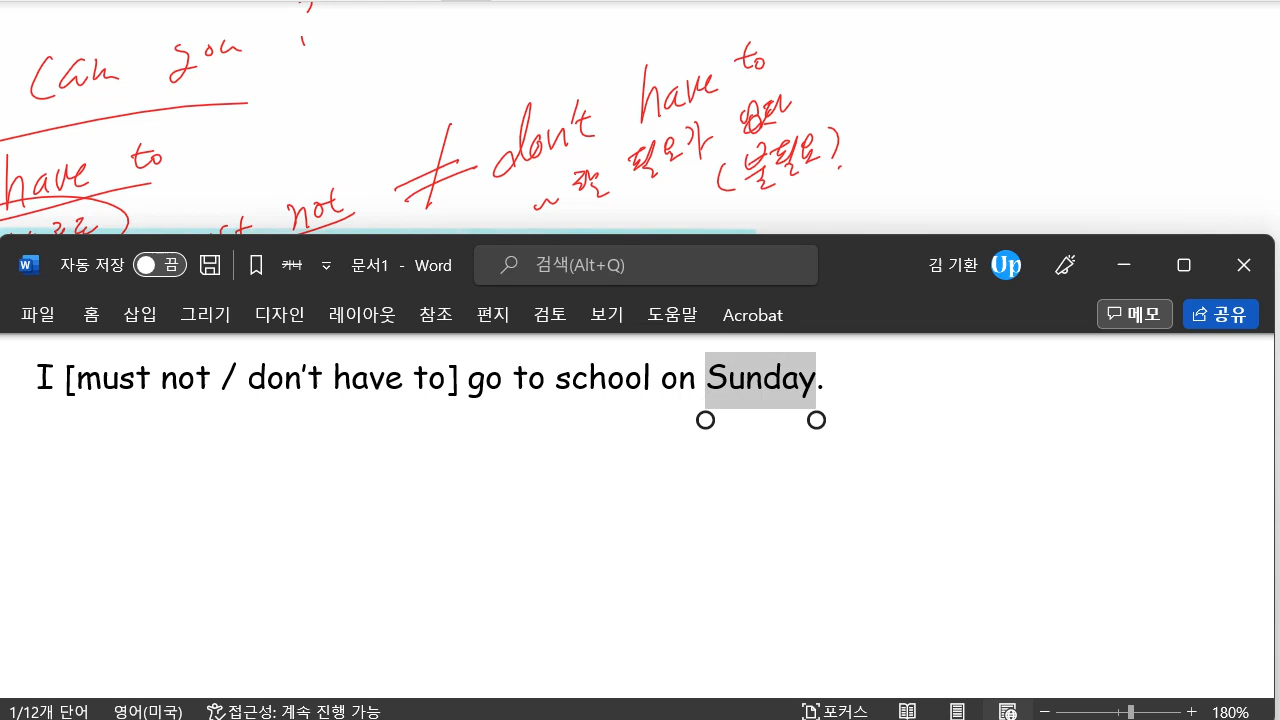 can you ?
have to
not ≠ don't have to
~ 할 필요가 없다
(불필요)
자동 저장 끔 가나 문서1 - Word 검색(Alt+Q) 김 기환 Up
파일 홈 삽입 그리기 디자인 레이아웃 참조 편지 검토 보기 도움말 Acrobat 메모 공유
I [must not / don't have to] go to school on Sunday.
1/12개 단어 영어(미국) 접근성: 계속 진행 가능 포커스 180%